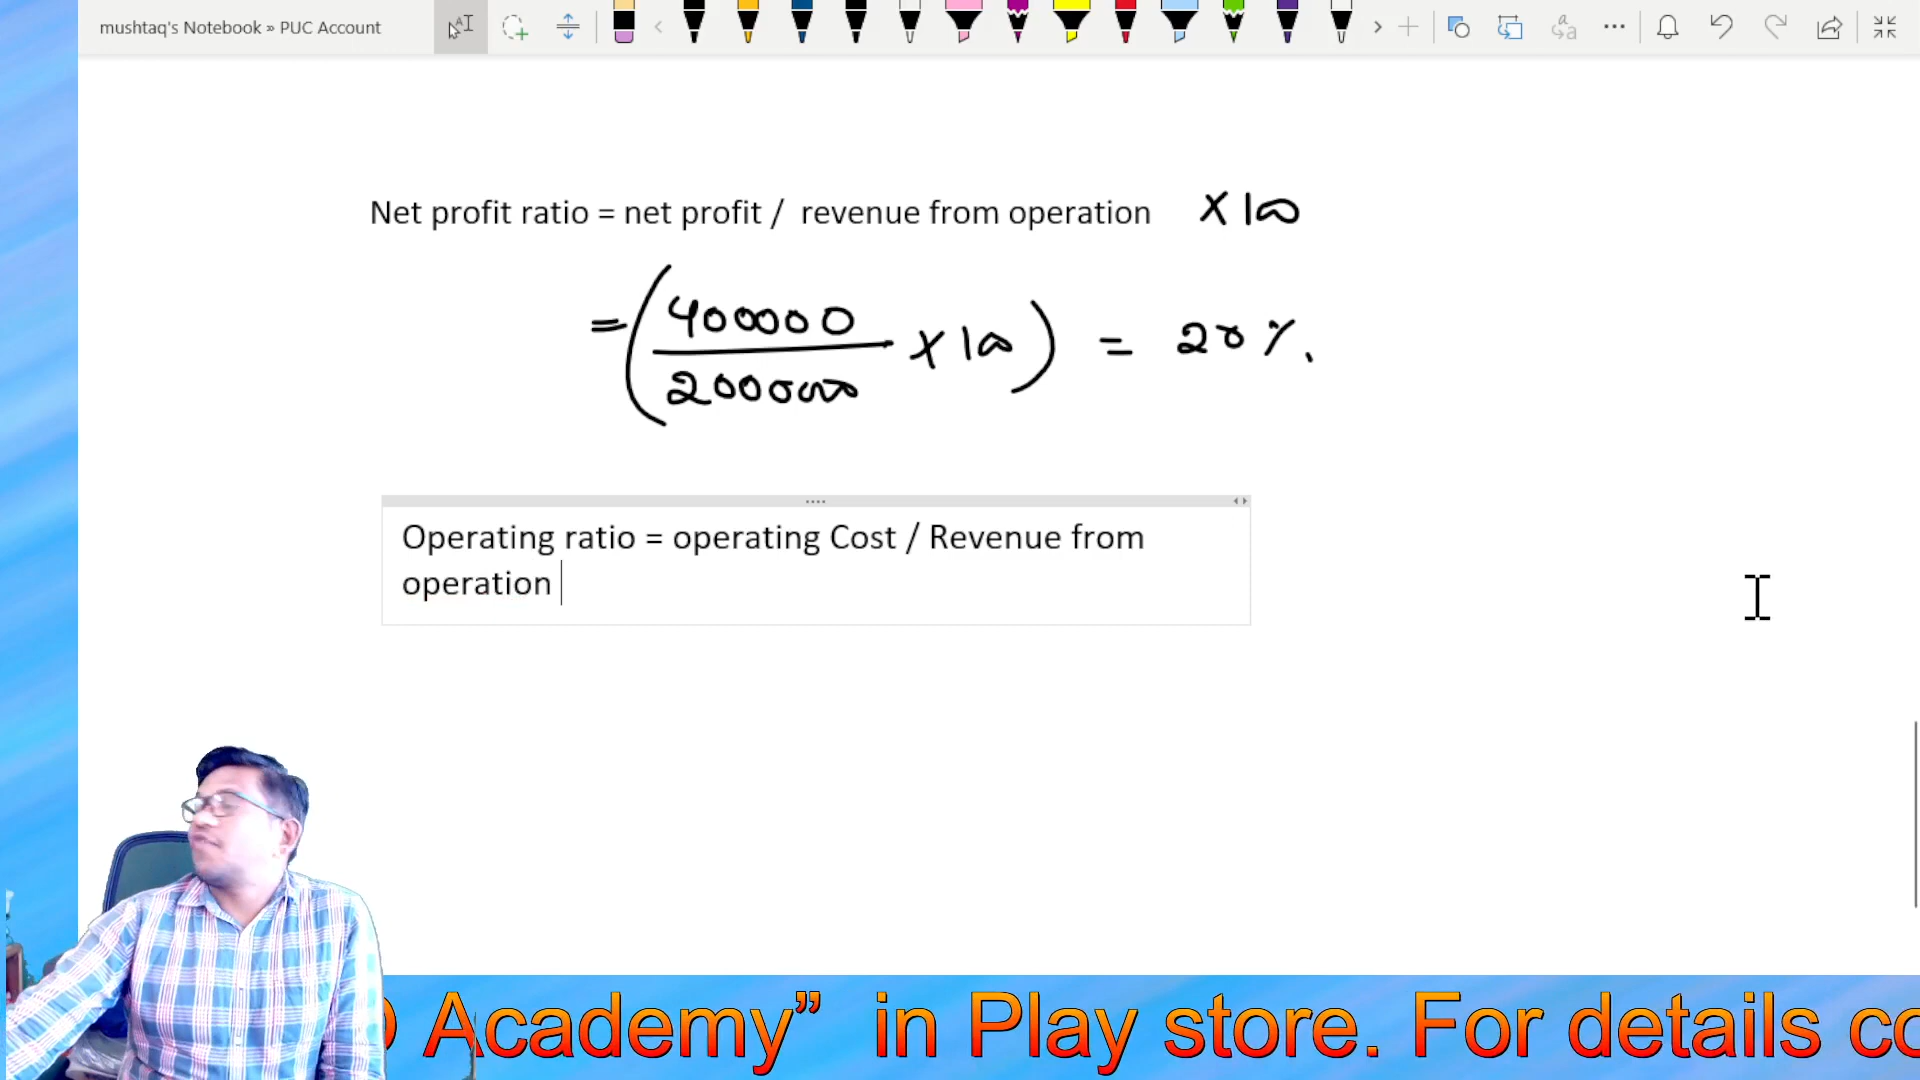 mushtaq's Notebook » PUC Account
Net profit ratio = net profit / revenue from operation × 100
= (400000 / 2000000 × 100) = 20 %.
Operating ratio = operating Cost / Revenue from
operation
Academy” in Play store. For details co